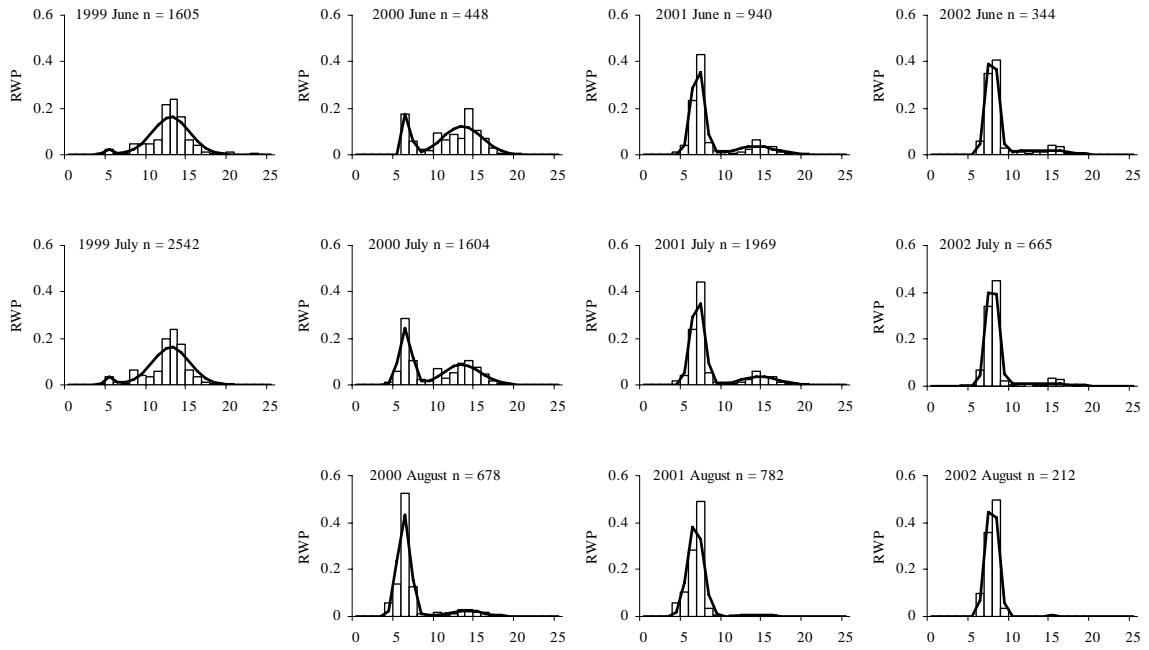 1999 June n = 1605
0.6
0.4
RWP
0.2
0
0 5 10 15 20 25
2000 June n = 448
0.6
0.4
RWP
0.2
0
0 5 10 15 20 25
2001 June n = 940
0.6
0.4
RWP
0.2
0
0 5 10 15 20 25
2002 June n = 344
0.6
0.4
RWP
0.2
0
0 5 10 15 20 25
1999 July n = 2542
0.6
0.4
RWP
0.2
0
0 5 10 15 20 25
2000 July n = 1604
0.6
0.4
RWP
0.2
0
0 5 10 15 20 25
2001 July n = 1969
0.6
0.4
RWP
0.2
0
0 5 10 15 20 25
2002 July n = 665
0.6
0.4
RWP
0.2
0
0 5 10 15 20 25
2000 August n = 678
0.6
0.4
RWP
0.2
0
0 5 10 15 20 25
2001 August n = 782
0.6
0.4
RWP
0.2
0
0 5 10 15 20 25
2002 August n = 212
0.6
0.4
RWP
0.2
0
0 5 10 15 20 25